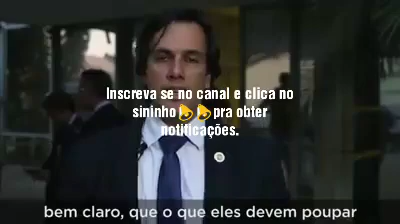 Inscreva se no canal e clica no
sininho🔔🔔pra obter
notificações.
bem claro, que o que eles devem poupar